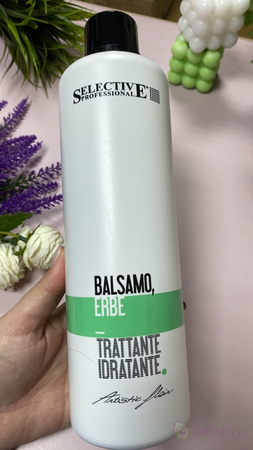 SELECTIVE
PROFESSIONAL
BALSAMO,
ERBE
TRATTANTE
IDRATANTE.
Artistic Flair